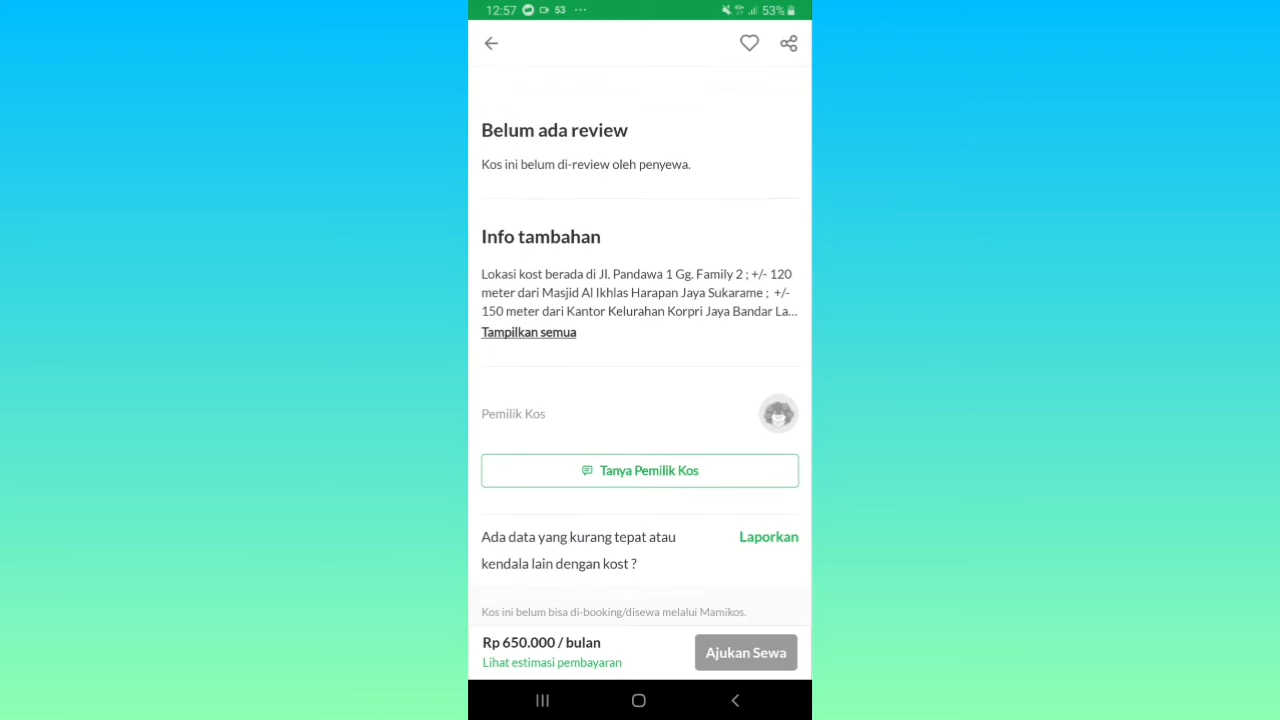 12:57 53 ... 53%
Belum ada review
Kos ini belum di-review oleh penyewa.
Info tambahan
Lokasi kost berada di Jl. Pandawa 1 Gg. Family 2 ; +/- 120
meter dari Masjid Al Ikhlas Harapan Jaya Sukarame ; +/-
150 meter dari Kantor Kelurahan Korpri Jaya Bandar La...
Tampilkan semua
Pemilik Kos
Tanya Pemilik Kos
Ada data yang kurang tepat atau
kendala lain dengan kost ?
Laporkan
Kos ini belum bisa di-booking/disewa melalui Mamikos.
Rp 650.000 / bulan
Lihat estimasi pembayaran
Ajukan Sewa